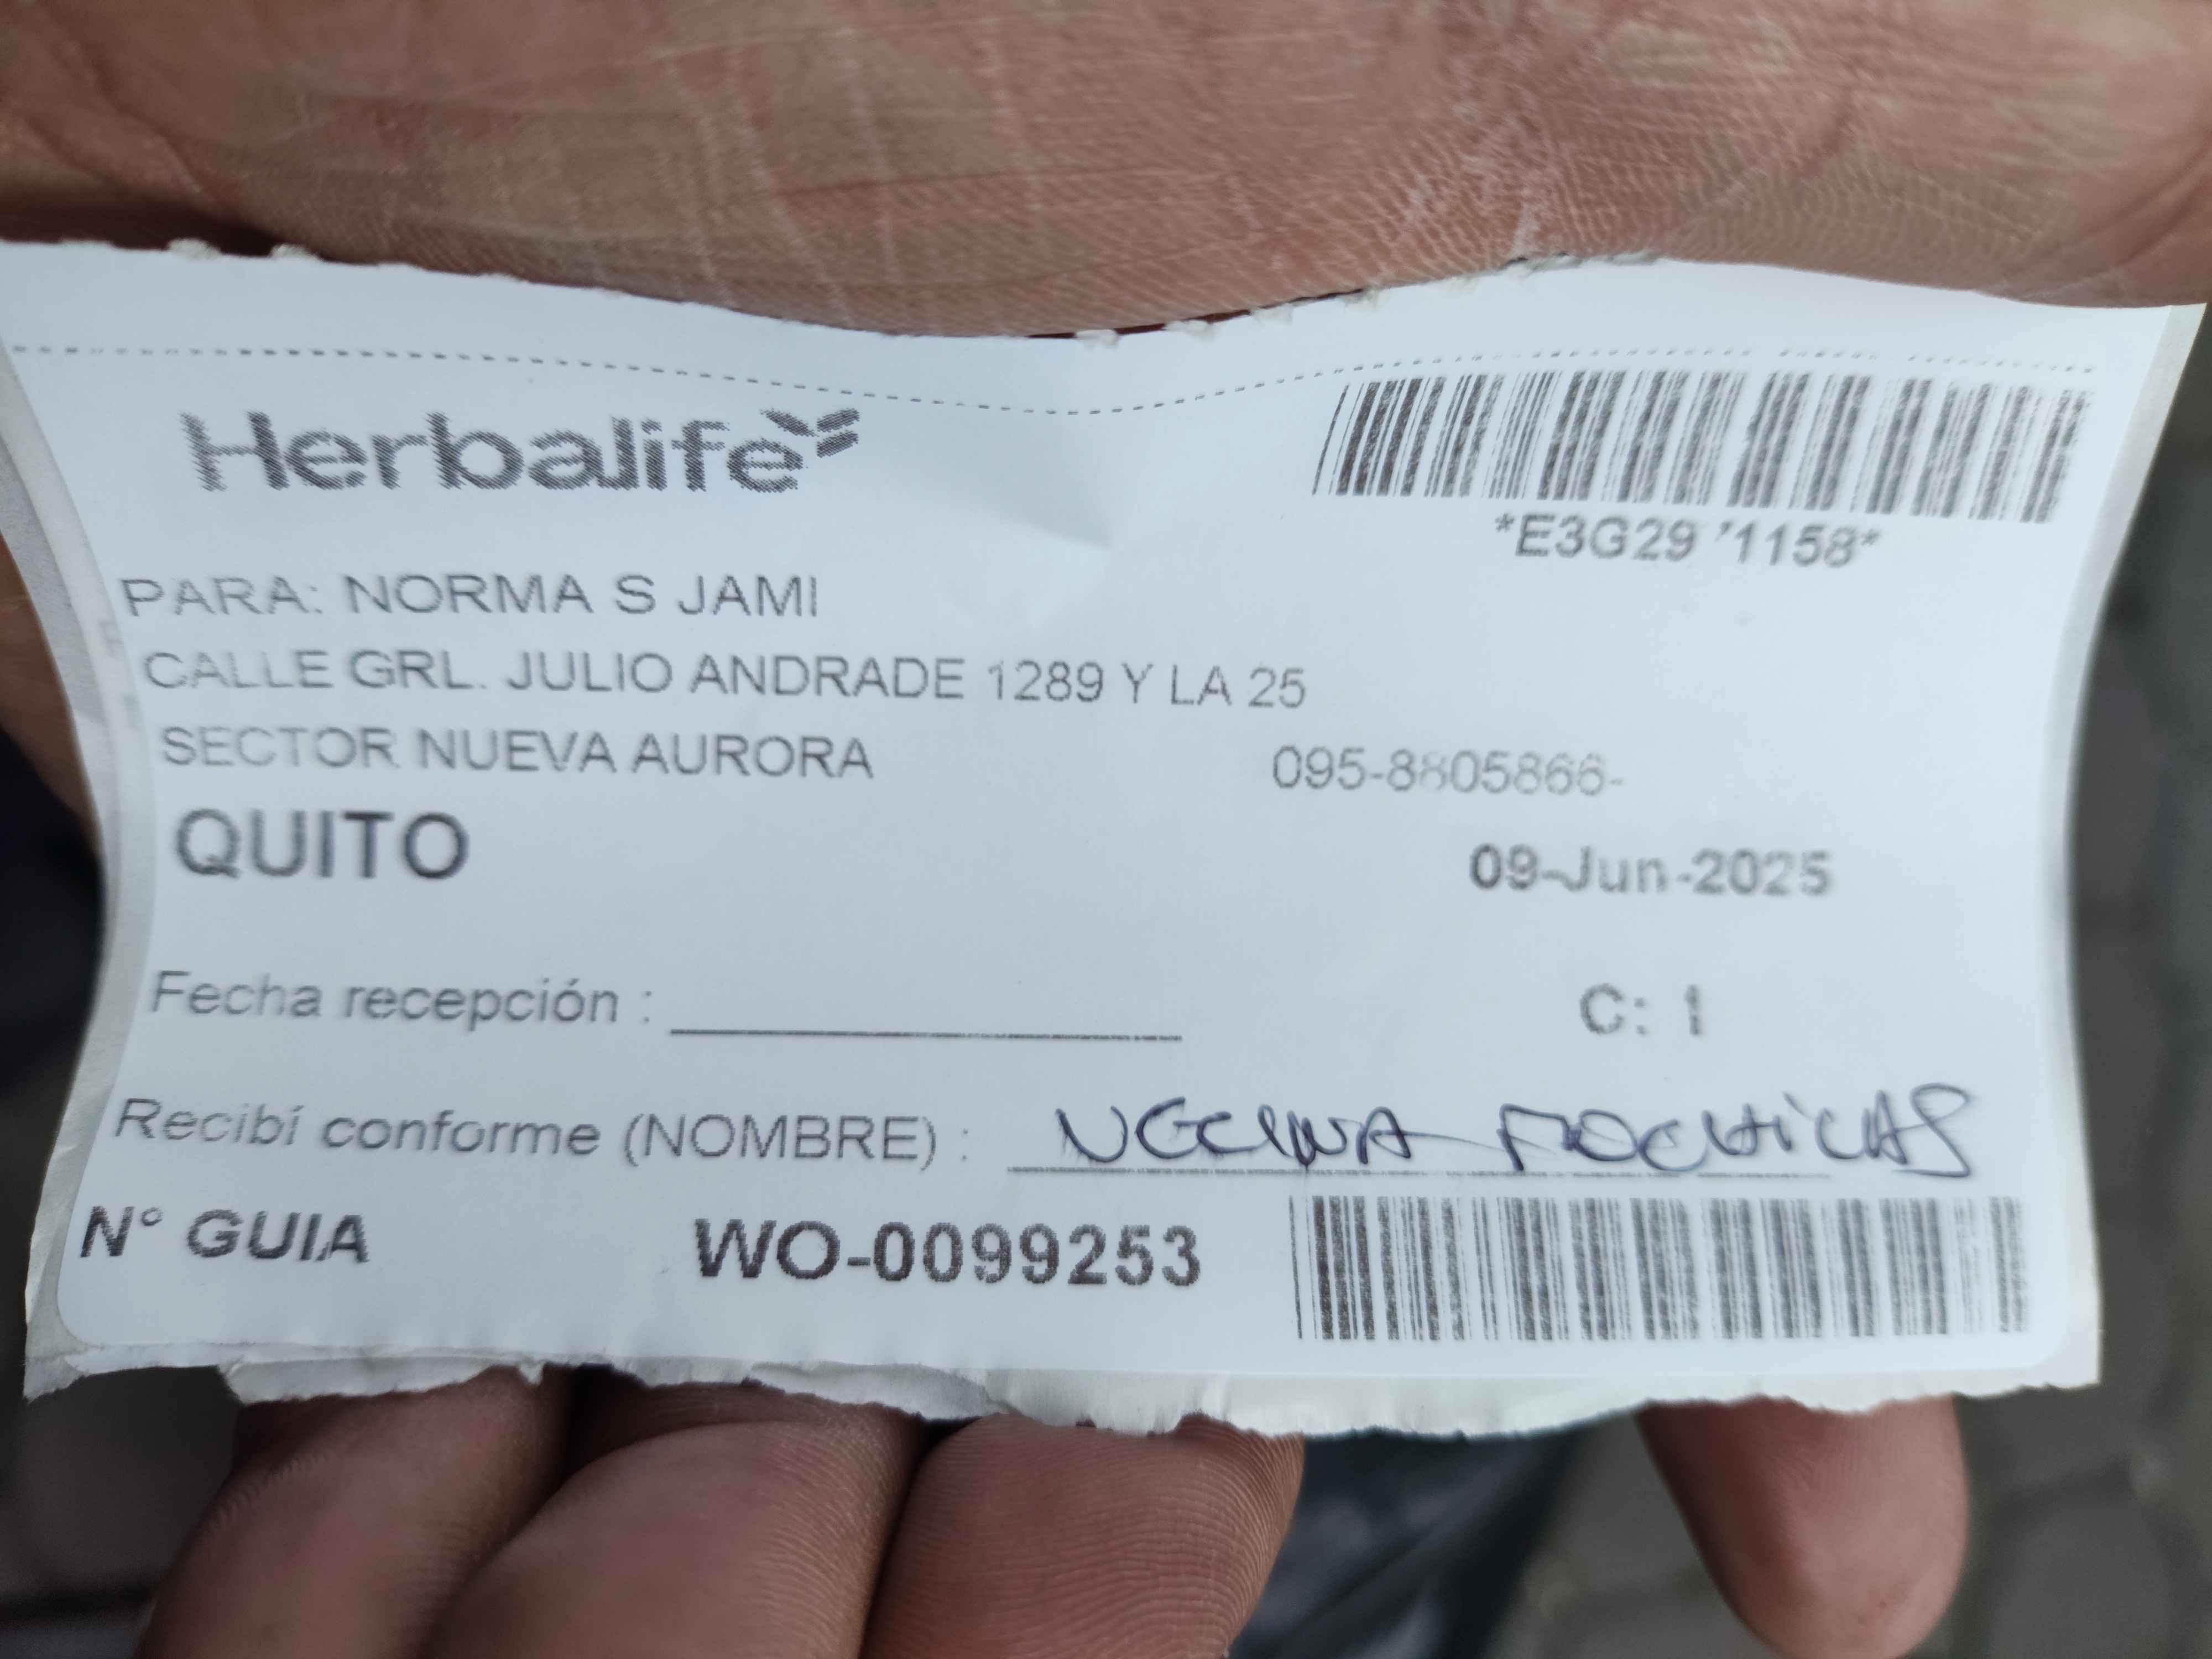 Herbalife
*E3G29 '1158*
PARA: NORMA S JAMI
CALLE GRL. JULIO ANDRADE 1289 Y LA 25
SECTOR NUEVA AURORA 095-8805866-
QUITO
09-Jun-2025
Fecha recepción :
C: 1
Recibí conforme (NOMBRE) :
N° GUIA WO-0099253